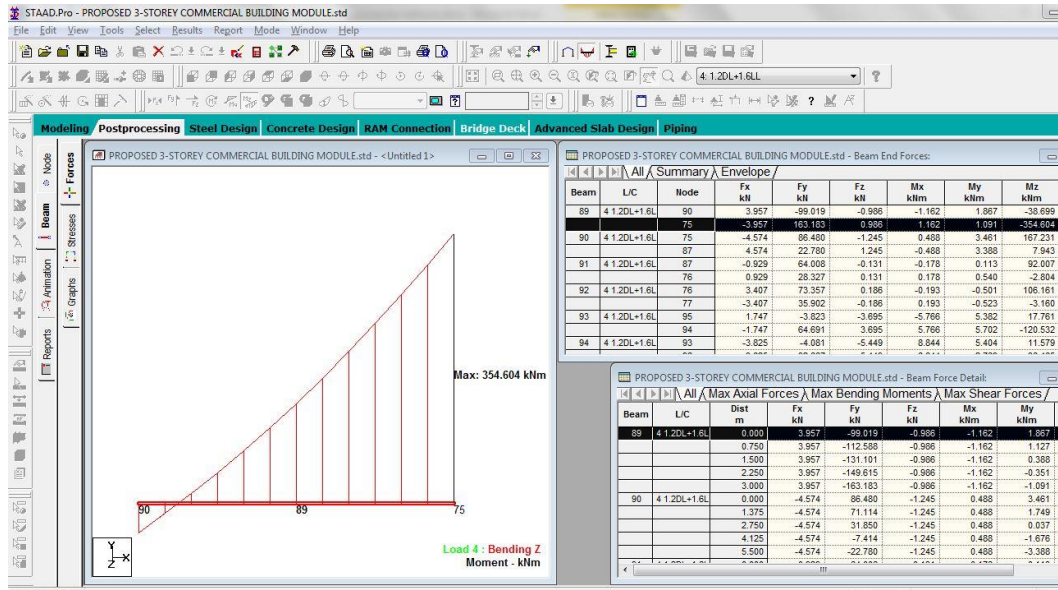 STAAD.Pro - PROPOSED 3-STOREY COMMERCIAL BUILDING MODULE.std
File Edit View Tools Select Results Report Mode Window Help
4: 1.2DL+1.6LL
Modeling Postprocessing Steel Design Concrete Design RAM Connection Bridge Deck Advanced Slab Design Piping
Node
Beam
Animation
Reports
Forces
Stresses
Graphs
PROPOSED 3-STOREY COMMERCIAL BUILDING MODULE.std - <Untitled 1>
Max: 354.604 kNm
90 89 75
Y
X
Z
Load 4 : Bending Z
Moment - kNm
PROPOSED 3-STOREY COMMERCIAL BUILDING MODULE.std - Beam End Forces:
All Summary Envelope
Beam L/C Node Fx kN Fy kN Fz kN Mx kNm My kNm Mz kNm
89 4 1.2DL+1.6L 90 3.957 -99.019 -0.986 -1.162 1.867 -38.699
75 -3.957 163.183 0.986 1.162 1.091 -354.604
90 4 1.2DL+1.6L 75 -4.574 86.480 -1.245 0.488 3.461 167.231
87 4.574 22.780 1.245 -0.488 3.388 7.943
91 4 1.2DL+1.6L 87 -0.929 64.008 -0.131 -0.178 0.113 92.007
76 0.929 28.327 0.131 0.178 0.540 -2.804
92 4 1.2DL+1.6L 76 3.407 73.357 0.186 -0.193 -0.501 106.161
77 -3.407 35.902 -0.186 0.193 -0.523 -3.160
93 4 1.2DL+1.6L 95 1.747 -3.823 -3.695 -5.766 5.382 17.761
94 -1.747 64.691 3.695 5.766 5.702 -120.532
94 4 1.2DL+1.6L 93 -3.825 -4.081 -5.449 8.844 5.404 11.579
PROPOSED 3-STOREY COMMERCIAL BUILDING MODULE.std - Beam Force Detail:
All Max Axial Forces Max Bending Moments Max Shear Forces
Beam L/C Dist m Fx kN Fy kN Fz kN Mx kNm My kNm
89 4 1.2DL+1.6L 0.000 3.957 -99.019 -0.986 -1.162 1.867
0.750 3.957 -112.588 -0.986 -1.162 1.127
1.500 3.957 -131.101 -0.986 -1.162 0.388
2.250 3.957 -149.615 -0.986 -1.162 -0.351
3.000 3.957 -163.183 -0.986 -1.162 -1.091
90 4 1.2DL+1.6L 0.000 -4.574 86.480 -1.245 0.488 3.461
1.375 -4.574 71.114 -1.245 0.488 1.749
2.750 -4.574 31.850 -1.245 0.488 0.037
4.125 -4.574 -7.414 -1.245 0.488 -1.676
5.500 -4.574 -22.780 -1.245 0.488 -3.388